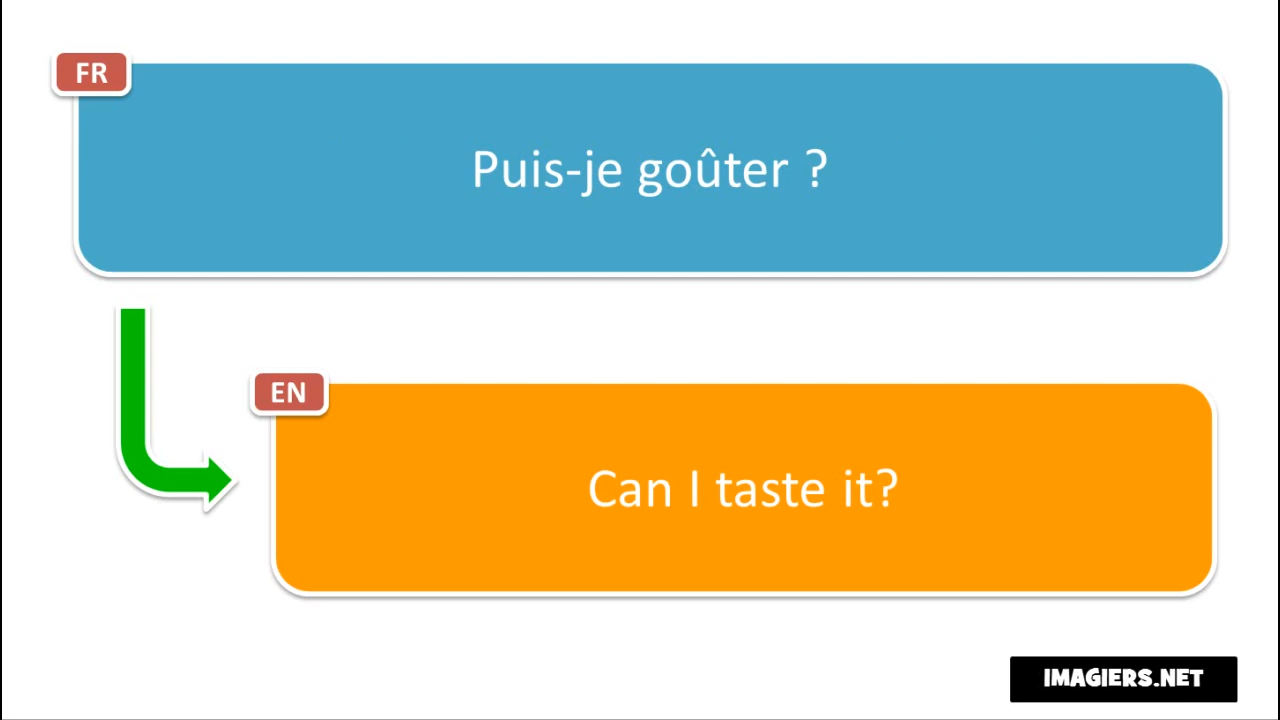 FR
Puis-je goûter ?
EN
Can I taste it?
IMAGIERS.NET